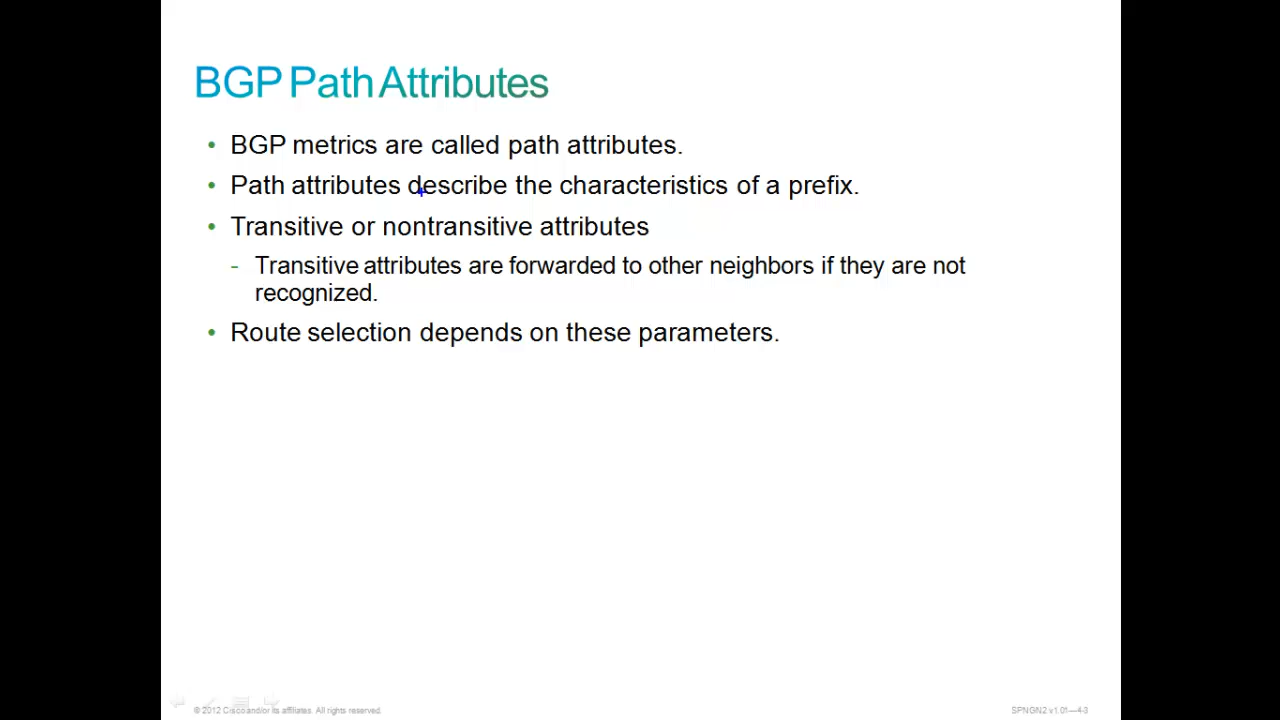 BGP Path Attributes
• BGP metrics are called path attributes.
• Path attributes describe the characteristics of a prefix.
• Transitive or nontransitive attributes
- Transitive attributes are forwarded to other neighbors if they are not
recognized.
• Route selection depends on these parameters.
© 2012 Cisco and/or its affiliates. All rights reserved.
SPNGN2 v1.01—4-3